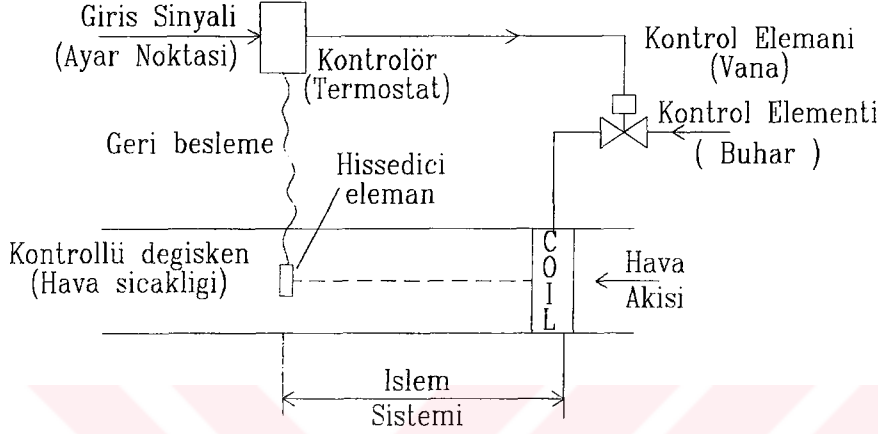 Giris Sinyali
(Ayar Noktasi)
Kontrolör
(Termostat)
Kontrol Elemani
(Vana)
Kontrol Elementi
( Buhar )
Geri besleme
Hissedici
eleman
Kontrollü degisken
(Hava sicakligi)
COIL
Hava
Akisi
Islem
Sistemi